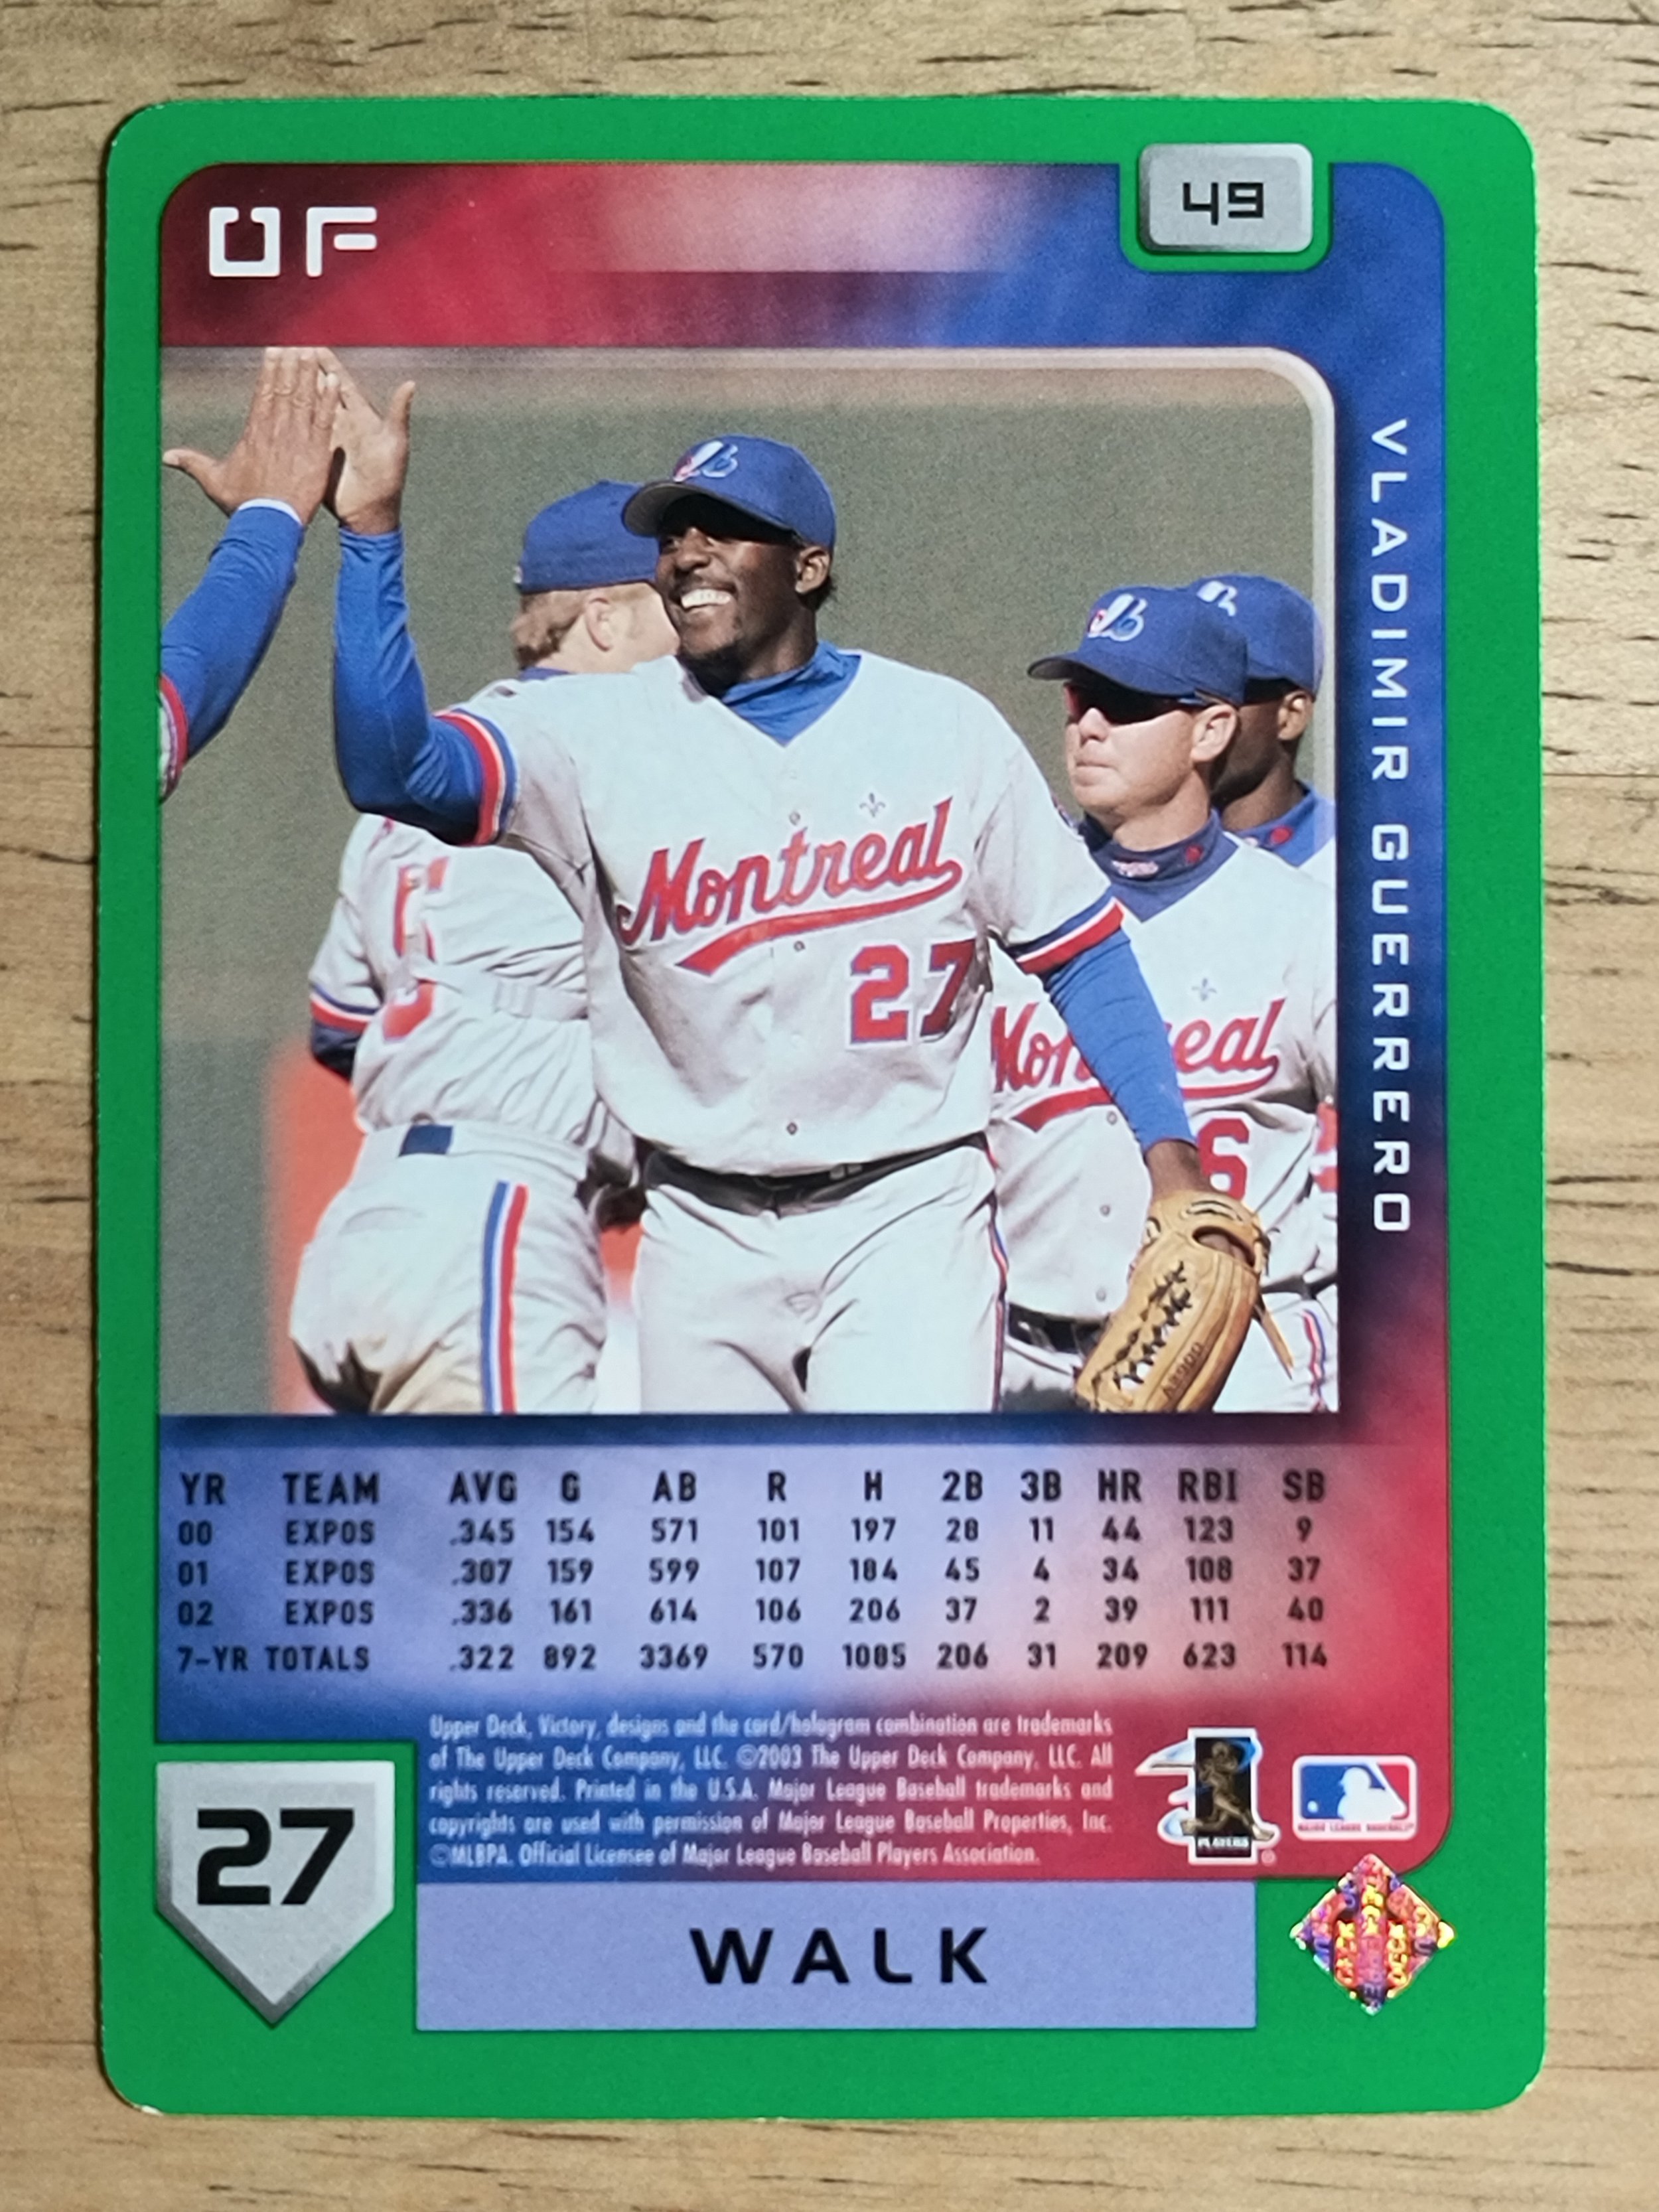 OF
49
VLADIMIR GUERRERO
Montreal
27
Montreal
6
A2000
YR TEAM AVG G AB R H 2B 3B HR RBI SB
00 EXPOS .345 154 571 101 197 28 11 44 123 9
01 EXPOS .307 159 599 107 184 45 4 34 108 37
02 EXPOS .336 161 614 106 206 37 2 39 111 40
7-YR TOTALS .322 892 3369 570 1085 206 31 209 623 114
Upper Deck, Victory, designs and the card/hologram combination are trademarks
of The Upper Deck Company, LLC. ©2003 The Upper Deck Company, LLC. All
rights reserved. Printed in the U.S.A. Major League Baseball trademarks and
copyrights are used with permission of Major League Baseball Properties, Inc.
©MLBPA. Official Licensee of Major League Baseball Players Association.
PLAYERS
MAJOR LEAGUE BASEBALL
27
WALK